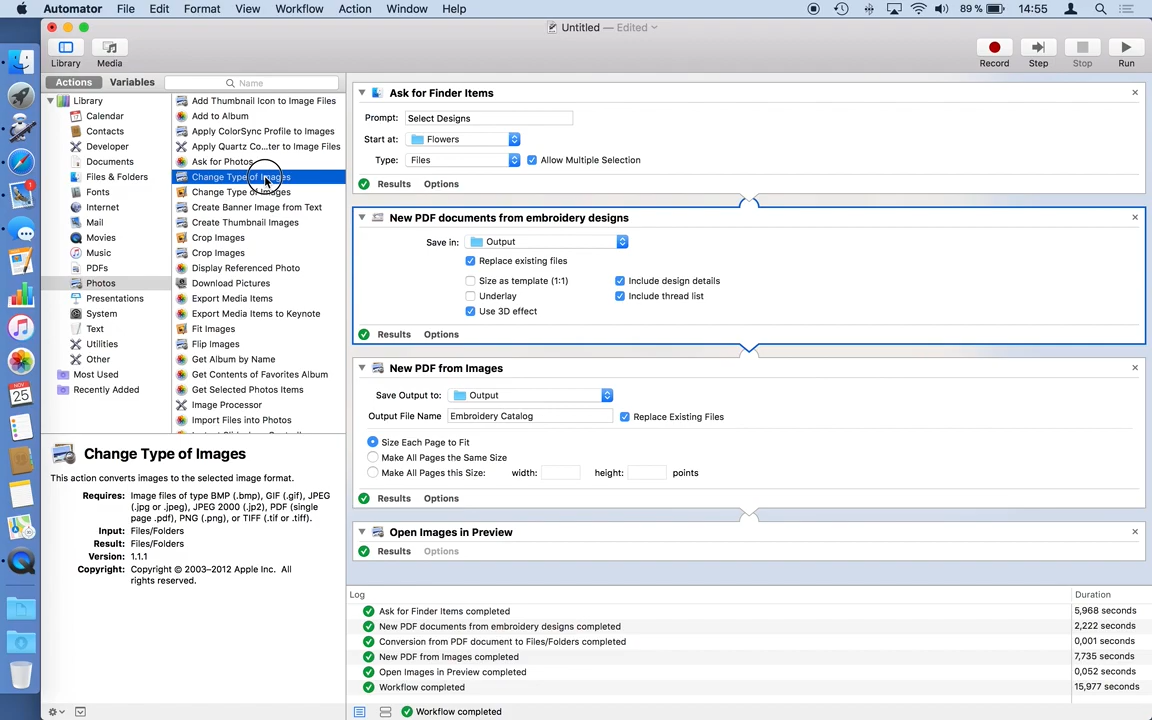 Automator File Edit Format View Workflow Action Window Help 89 % 14:55
Untitled — Edited
Library Media Record Step Stop Run
Actions Variables Name
Library
Calendar
Contacts
Developer
Documents
Files & Folders
Fonts
Internet
Mail
Movies
Music
PDFs
Photos
Presentations
System
Text
Utilities
Other
Most Used
Recently Added
Add Thumbnail Icon to Image Files
Add to Album
Apply ColorSync Profile to Images
Apply Quartz Co...ter to Image Files
Ask for Photos
Change Type of Images
Change Type of Images
Create Banner Image from Text
Create Thumbnail Images
Crop Images
Crop Images
Display Referenced Photo
Download Pictures
Export Media Items
Export Media Items to Keynote
Fit Images
Flip Images
Get Album by Name
Get Contents of Favorites Album
Get Selected Photos Items
Image Processor
Import Files into Photos
Change Type of Images
This action converts images to the selected image format.
Requires: Image files of type BMP (.bmp), GIF (.gif), JPEG
(.jpg or .jpeg), JPEG 2000 (.jp2), PDF (single
page .pdf), PNG (.png), or TIFF (.tif or .tiff).
Input: Files/Folders
Result: Files/Folders
Version: 1.1.1
Copyright: Copyright © 2003–2012 Apple Inc. All
rights reserved.
Ask for Finder Items
Prompt: Select Designs
Start at: Flowers
Type: Files Allow Multiple Selection
Results Options
New PDF documents from embroidery designs
Save in: Output
Replace existing files
Size as template (1:1) Include design details
Underlay Include thread list
Use 3D effect
Results Options
New PDF from Images
Save Output to: Output
Output File Name Embroidery Catalog Replace Existing Files
Size Each Page to Fit
Make All Pages the Same Size
Make All Pages this Size: width: height: points
Results Options
Open Images in Preview
Results Options
Log Duration
Ask for Finder Items completed 5,968 seconds
New PDF documents from embroidery designs completed 2,222 seconds
Conversion from PDF document to Files/Folders completed 0,001 seconds
New PDF from Images completed 7,735 seconds
Open Images in Preview completed 0,052 seconds
Workflow completed 15,977 seconds
Workflow completed